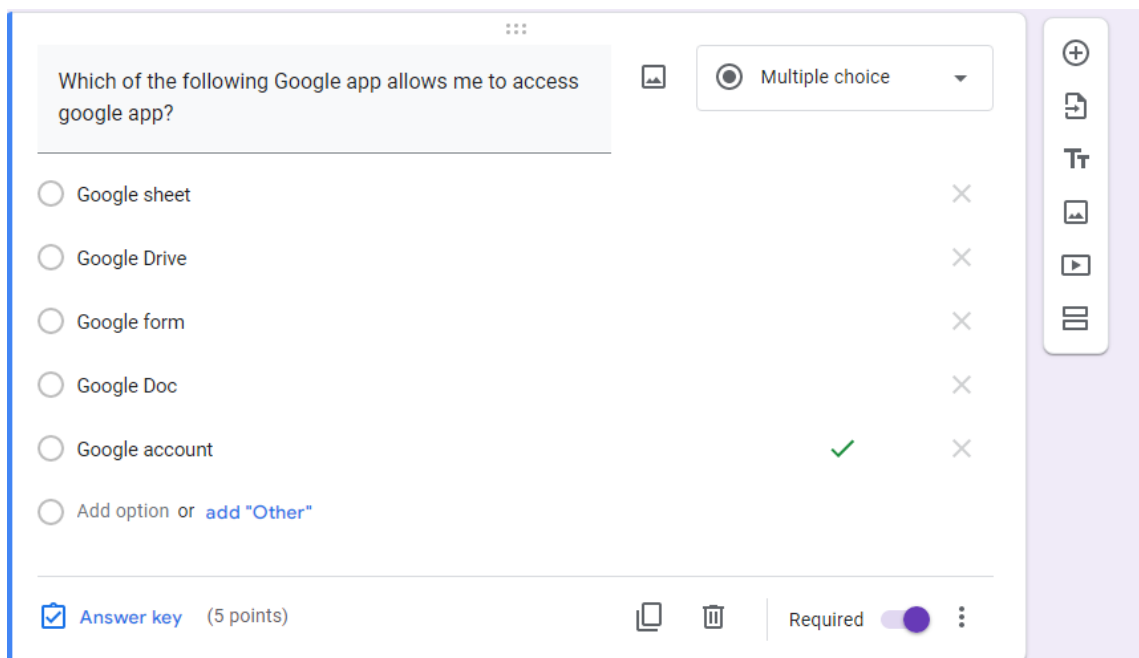 Which of the following Google app allows me to access
google app?
Multiple choice
Google sheet
Google Drive
Google form
Google Doc
Google account
Add option or add "Other"
Answer key (5 points)
Required